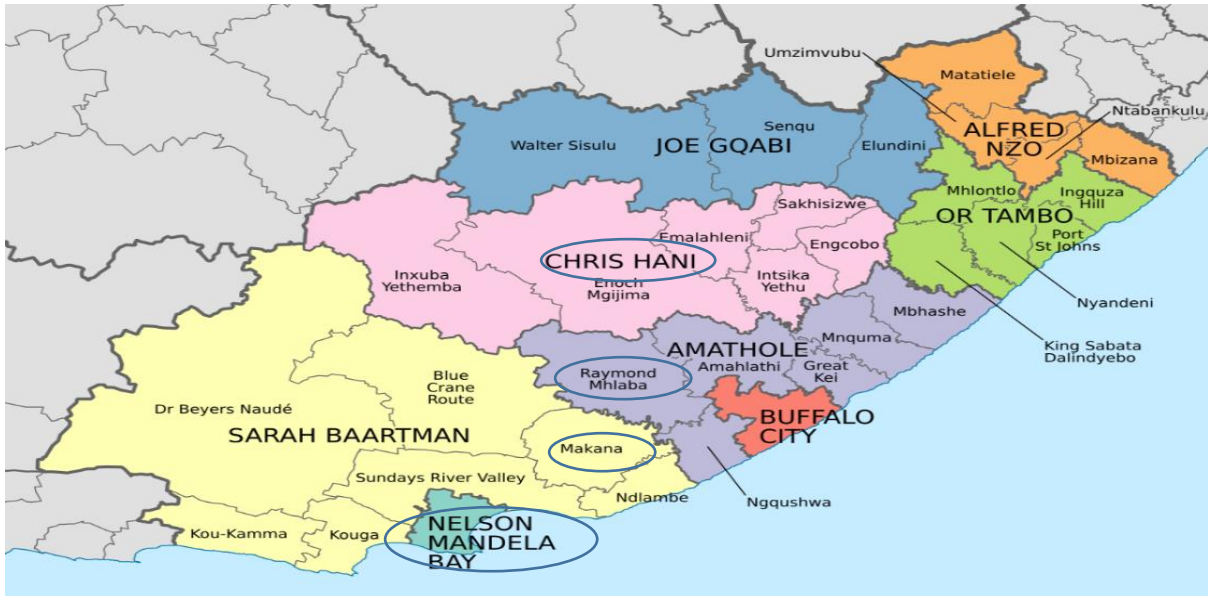 Umzimvubu
Matatiele
Ntabankulu
ALFRED
NZO
Mbizana
Walter Sisulu
JOE GQABI
Senqu
Elundini
Mhlontlo
Ingquza
Hill
OR TAMBO
Port
St Johns
Nyandeni
King Sabata
Dalindyebo
Sakhisizwe
Emalahleni
Engcobo
CHRIS HANI
Inxuba
Yethemba
Enoch
Mgijima
Intsika
Yethu
Mbhashe
Mnquma
AMATHOLE
Amahlathi
Great
Kei
Raymond
Mhlaba
BUFFALO
CITY
Ngqushwa
Blue
Crane
Route
Dr Beyers Naudé
SARAH BAARTMAN
Makana
Sundays River Valley
Ndlambe
Kou-Kamma
Kouga
NELSON
MANDELA
BAY